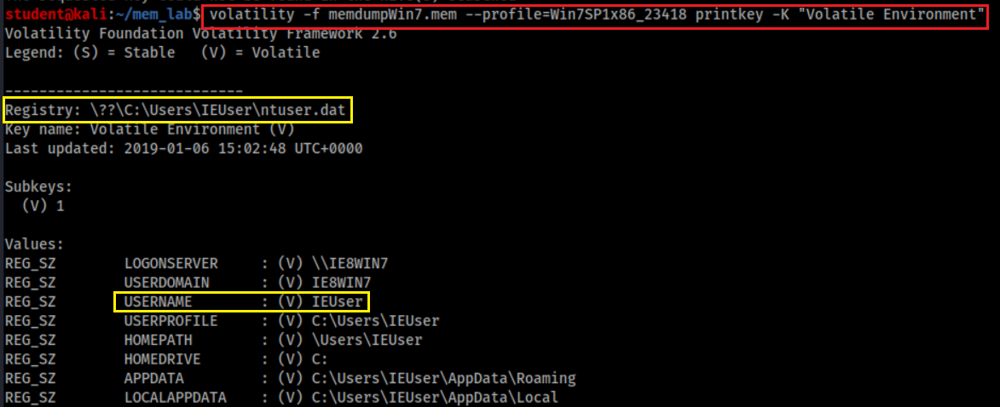 student@kali:~/mem_lab$ volatility -f memdumpWin7.mem --profile=Win7SP1x86_23418 printkey -K "Volatile Environment"
Volatility Foundation Volatility Framework 2.6
Legend: (S) = Stable   (V) = Volatile

----------------------------
Registry: \??\C:\Users\IEUser\ntuser.dat
Key name: Volatile Environment (V)
Last updated: 2019-01-06 15:02:48 UTC+0000

Subkeys:
  (V) 1

Values:
REG_SZ        LOGONSERVER     : (V) \\IE8WIN7
REG_SZ        USERDOMAIN      : (V) IE8WIN7
REG_SZ        USERNAME        : (V) IEUser
REG_SZ        USERPROFILE     : (V) C:\Users\IEUser
REG_SZ        HOMEPATH        : (V) \Users\IEUser
REG_SZ        HOMEDRIVE       : (V) C:
REG_SZ        APPDATA         : (V) C:\Users\IEUser\AppData\Roaming
REG_SZ        LOCALAPPDATA    : (V) C:\Users\IEUser\AppData\Local